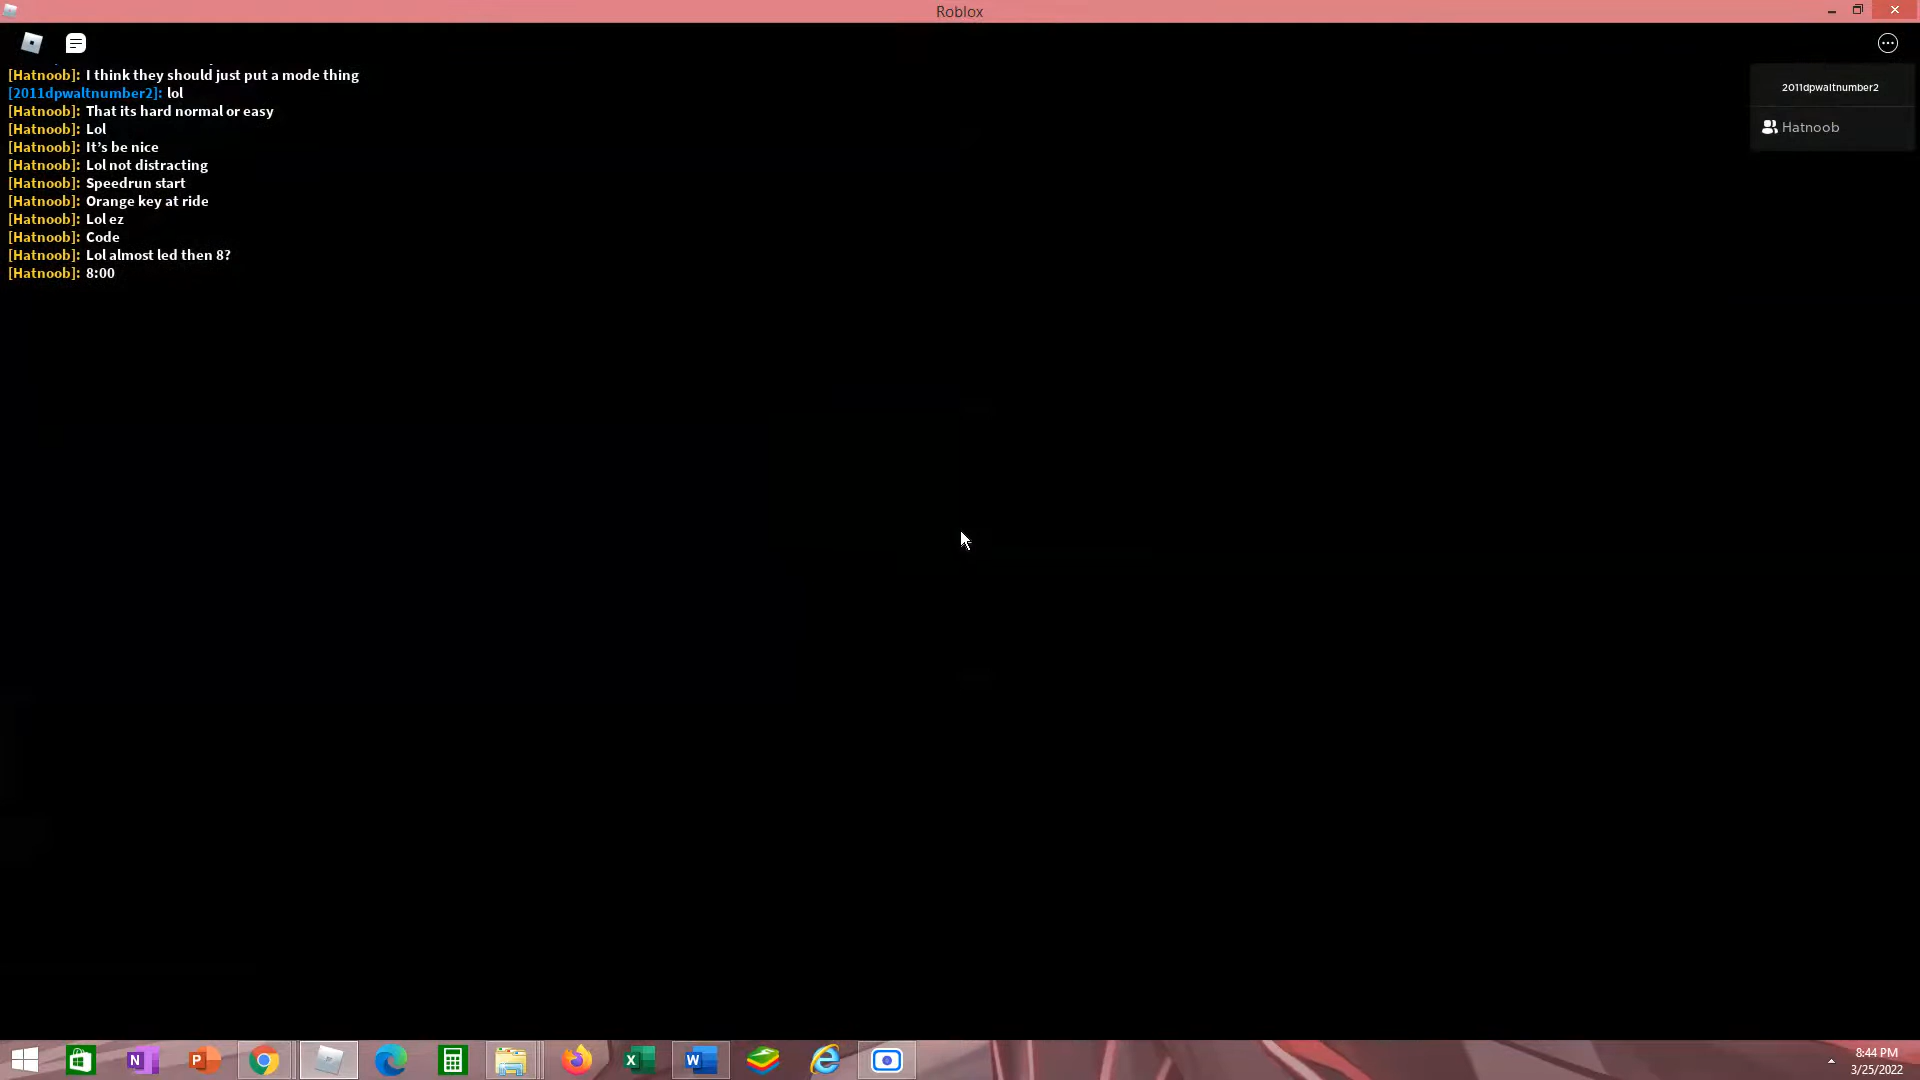 Roblox
[Hatnoob]: I think they should just put a mode thing
[2011dpwaltnumber2]: lol
[Hatnoob]: That its hard normal or easy
[Hatnoob]: Lol
[Hatnoob]: It’s be nice
[Hatnoob]: Lol not distracting
[Hatnoob]: Speedrun start
[Hatnoob]: Orange key at ride
[Hatnoob]: Lol ez
[Hatnoob]: Code
[Hatnoob]: Lol almost led then 8?
[Hatnoob]: 8:00
2011dpwaltnumber2
Hatnoob
N
P
X
W
8:44 PM
3/25/2022